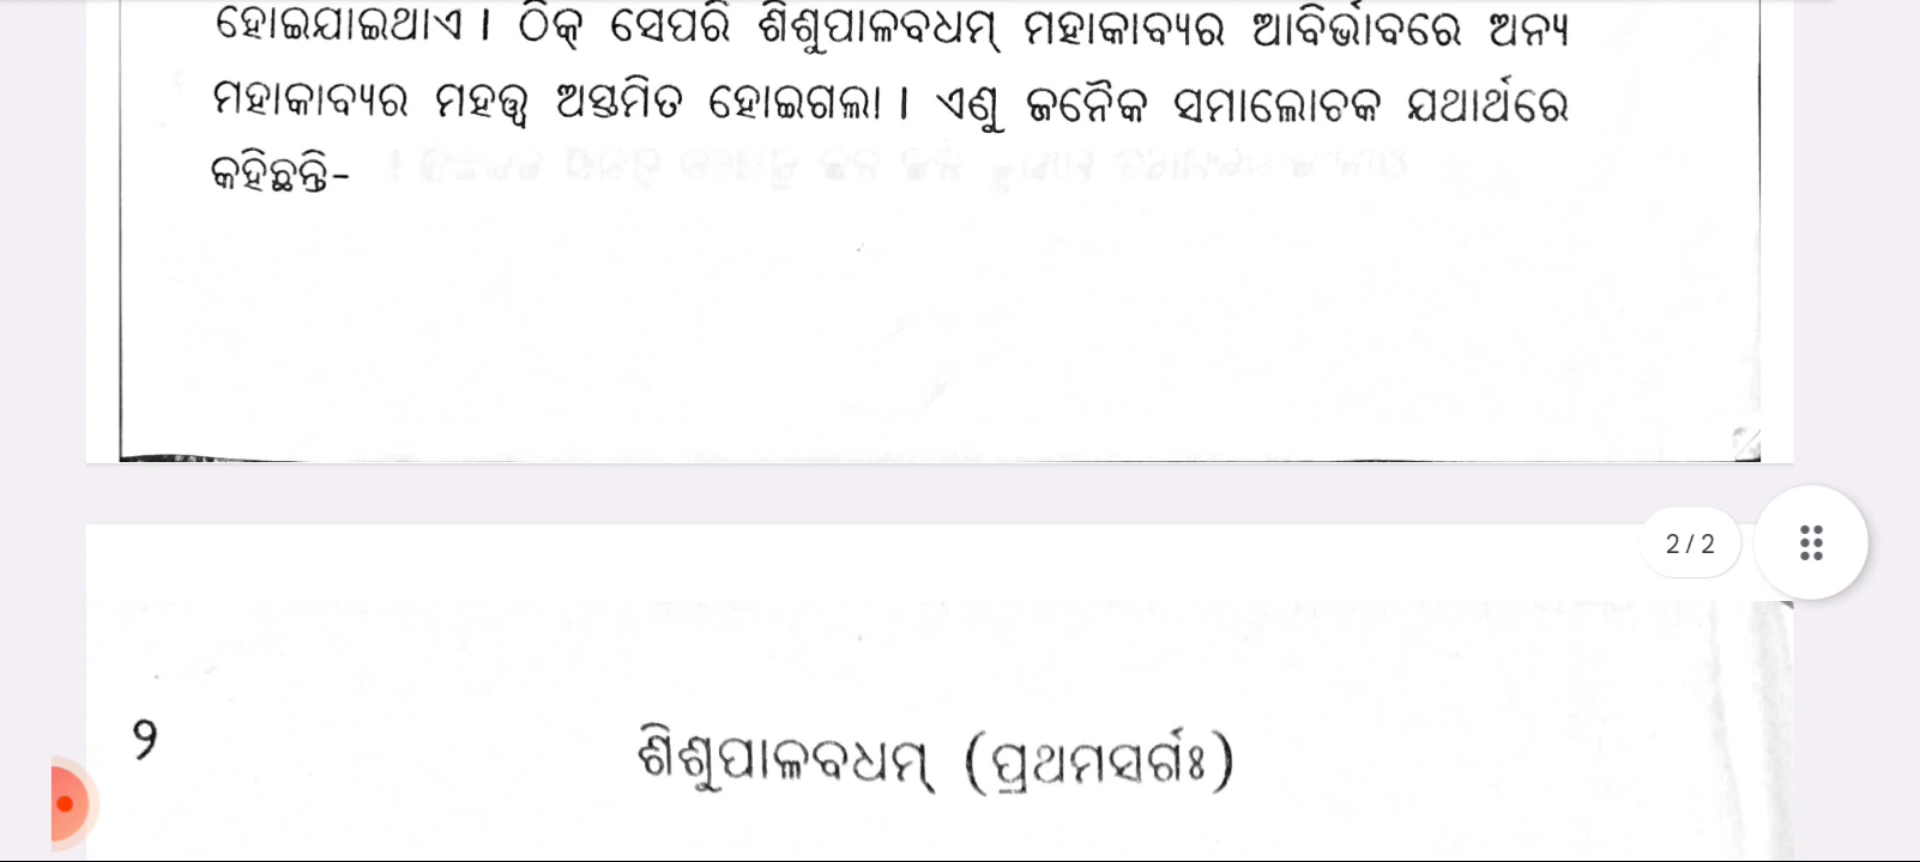 ହୋଇଯାଇଥାଏ । ଠିକ୍ ସେପରି ଶିଶୁପାଳବଧମ୍ ମହାକାବ୍ୟର ଆବିର୍ଭାବରେ ଅନ୍ୟ
ମହାକାବ୍ୟର ମହତ୍ତ୍ୱ ଅସ୍ତମିତ ହୋଇଗଲା । ଏଣୁ ଜନୈକ ସମାଲୋଚକ ଯଥାର୍ଥରେ
କହିଛନ୍ତି-
2 / 2
୨
ଶିଶୁପାଳବଧମ୍ (ପ୍ରଥମସର୍ଗଃ)